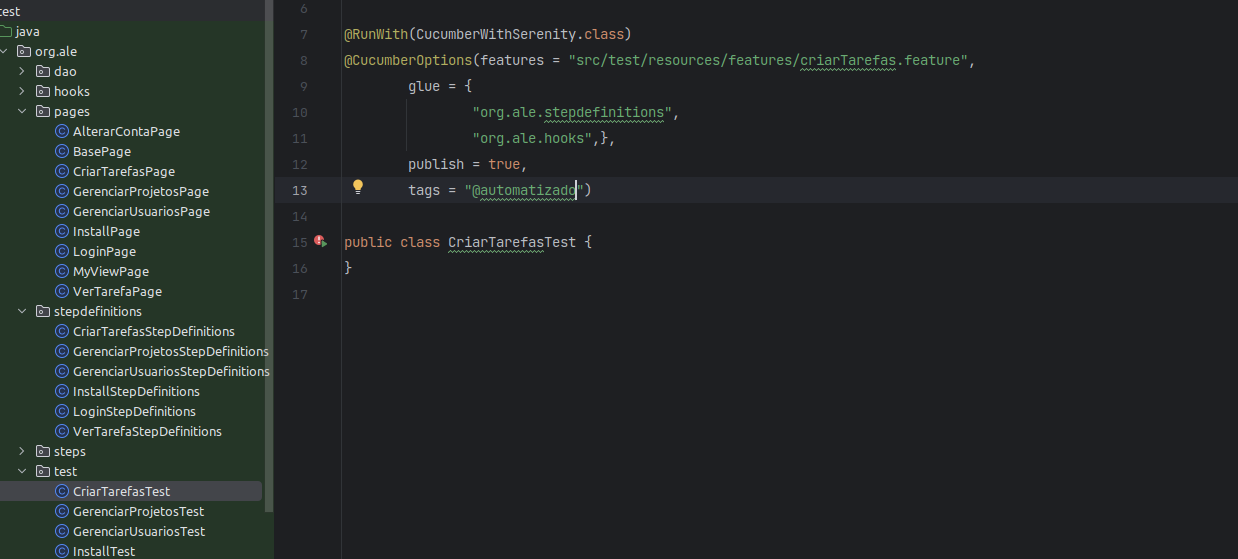 test
java
org.ale
dao
hooks
pages
AlterarContaPage
BasePage
CriarTarefasPage
GerenciarProjetosPage
GerenciarUsuariosPage
InstallPage
LoginPage
MyViewPage
VerTarefaPage
stepdefinitions
CriarTarefasStepDefinitions
GerenciarProjetosStepDefinitions
GerenciarUsuariosStepDefinitions
InstallStepDefinitions
LoginStepDefinitions
VerTarefaStepDefinitions
steps
test
CriarTarefasTest
GerenciarProjetosTest
GerenciarUsuariosTest
InstallTest
6
7 @RunWith(CucumberWithSerenity.class)
8 @CucumberOptions(features = "src/test/resources/features/criarTarefas.feature",
9 glue = {
10 "org.ale.stepdefinitions",
11 "org.ale.hooks",},
12 publish = true,
13 tags = "@automatizado")
14
15 public class CriarTarefasTest {
16 }
17